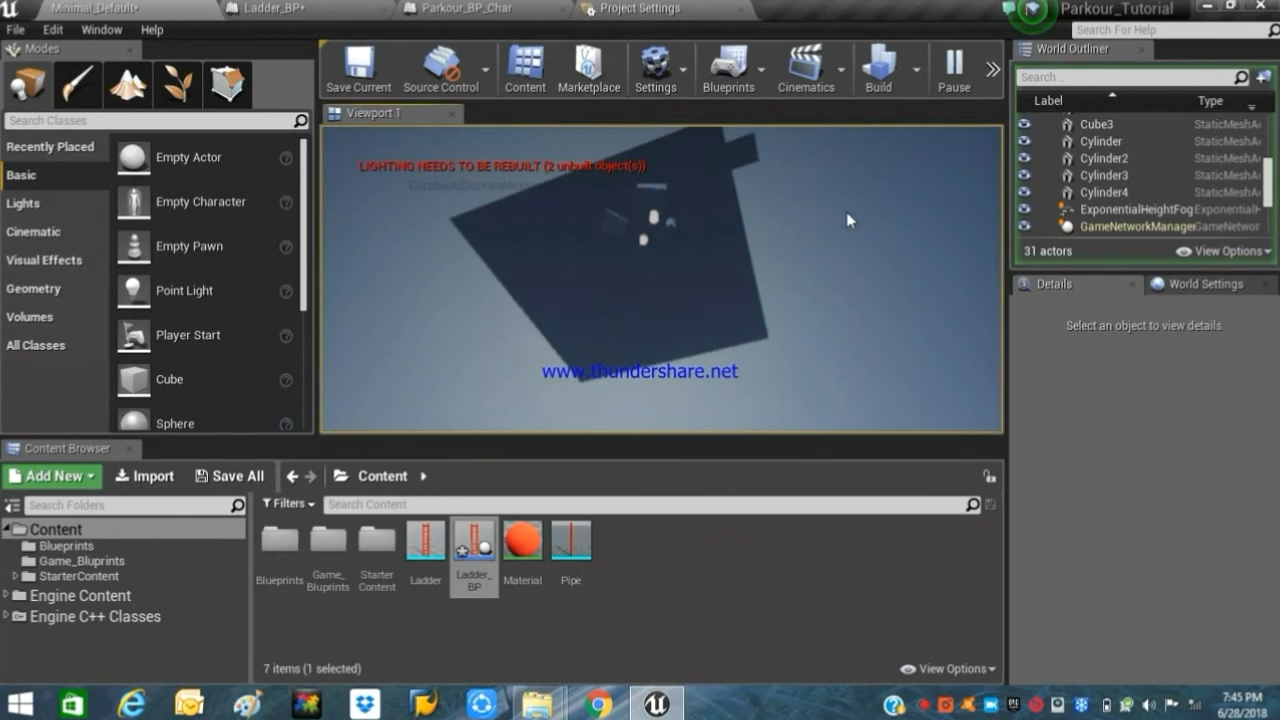 Minimal_Default*
Ladder_BP*
Parkour_BP_Char
Project Settings
Parkour_Tutorial
File Edit Window Help
Search For Help
Modes
Search Classes
Recently Placed
Basic
Lights
Cinematic
Visual Effects
Geometry
Volumes
All Classes
Empty Actor
Empty Character
Empty Pawn
Point Light
Player Start
Cube
Sphere
Save Current
Source Control
Content
Marketplace
Settings
Blueprints
Cinematics
Build
Pause
Viewport 1
LIGHTING NEEDS TO BE REBUILT (2 unbuilt object(s))
www.thundershare.net
World Outliner
Search...
Label Type
Cube3 StaticMeshA
Cylinder StaticMeshA
Cylinder2 StaticMeshA
Cylinder3 StaticMeshA
Cylinder4 StaticMeshA
ExponentialHeightFog Exponential
GameNetworkManager GameNetwor
31 actors
View Options
Details
World Settings
Select an object to view details.
Content Browser
Add New Import Save All Content
Search Folders
Filters
Search Content
Content
Blueprints
Game_Bluprints
StarterContent
Engine Content
Engine C++ Classes
Blueprints
Game_
Bluprints
Starter
Content
Ladder
Ladder_
BP
Material
Pipe
7 items (1 selected)
View Options
7:45 PM
6/28/2018